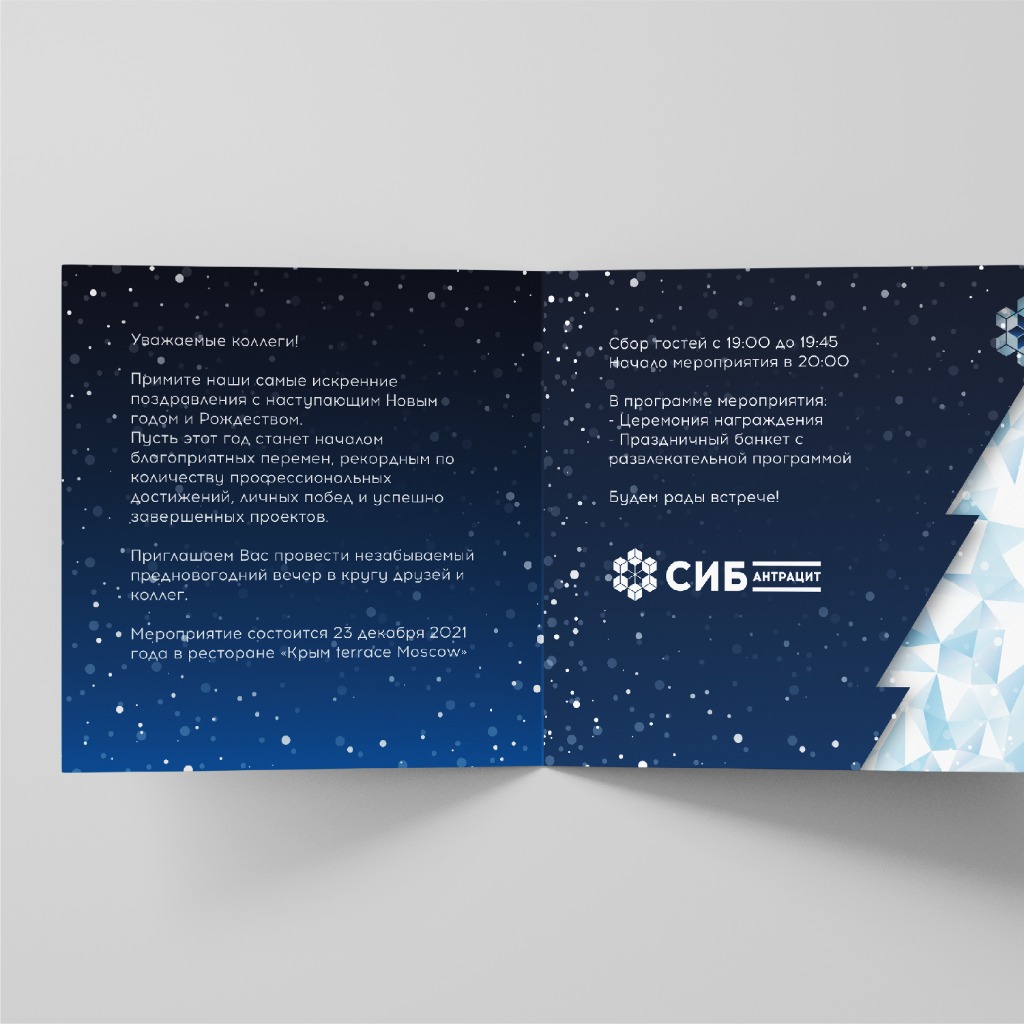 Уважаемые коллеги!
Примите наши самые искренние
поздравления с наступающим Новым
годом и Рождеством.
Пусть этот год станет началом
благоприятных перемен, рекордным по
количеству профессиональных
достижений, личных побед и успешно
завершенных проектов.
Приглашаем Вас провести незабываемый
предновогодний вечер в кругу друзей и
коллег.
Мероприятие состоится 23 декабря 2021
года в ресторане «Крым terrace Moscow»
Сбор гостей с 19:00 до 19:45
Начало мероприятия в 20:00
В программе мероприятия:
- Церемония награждения
- Праздничный банкет с
развлекательной программой
Будем рады встрече!
СИБ АНТРАЦИТ